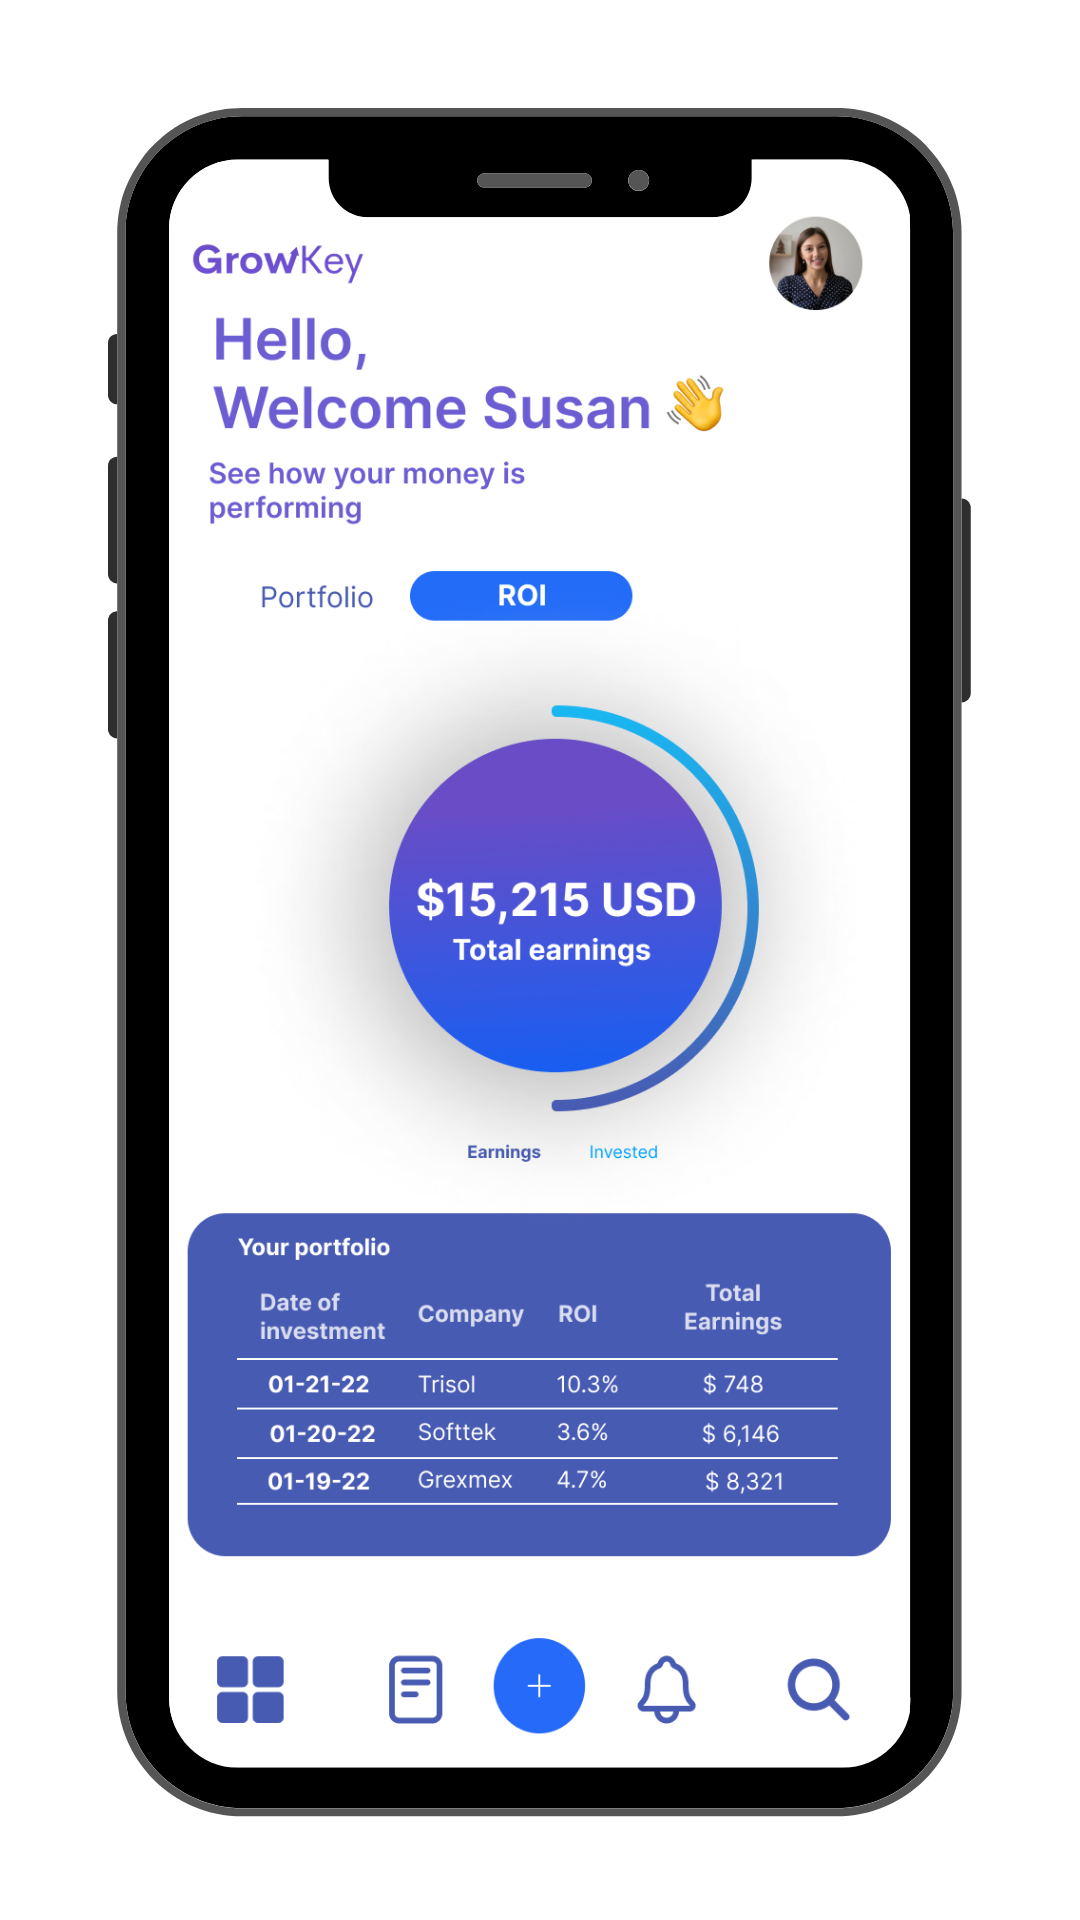 GrowKey
Hello,
Welcome Susan 👋
See how your money is
performing
Portfolio ROI
$15,215 USD
Total earnings
Earnings Invested
Your portfolio
Date of investment Company ROI Total Earnings
01-21-22 Trisol 10.3% $ 748
01-20-22 Softtek 3.6% $ 6,146
01-19-22 Grexmex 4.7% $ 8,321